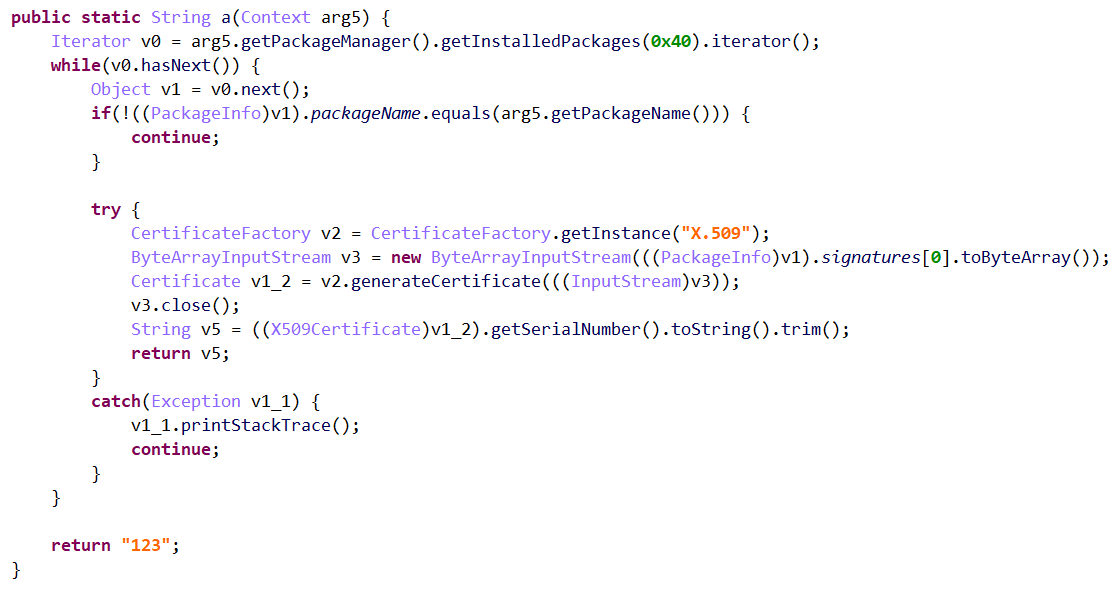 public static String a(Context arg5) {
    Iterator v0 = arg5.getPackageManager().getInstalledPackages(0x40).iterator();
    while(v0.hasNext()) {
        Object v1 = v0.next();
        if(!((PackageInfo)v1).packageName.equals(arg5.getPackageName())) {
            continue;
        }

        try {
            CertificateFactory v2 = CertificateFactory.getInstance("X.509");
            ByteArrayInputStream v3 = new ByteArrayInputStream(((PackageInfo)v1).signatures[0].toByteArray());
            Certificate v1_2 = v2.generateCertificate(((InputStream)v3));
            v3.close();
            String v5 = ((X509Certificate)v1_2).getSerialNumber().toString().trim();
            return v5;
        }
        catch(Exception v1_1) {
            v1_1.printStackTrace();
            continue;
        }
    }

    return "123";
}